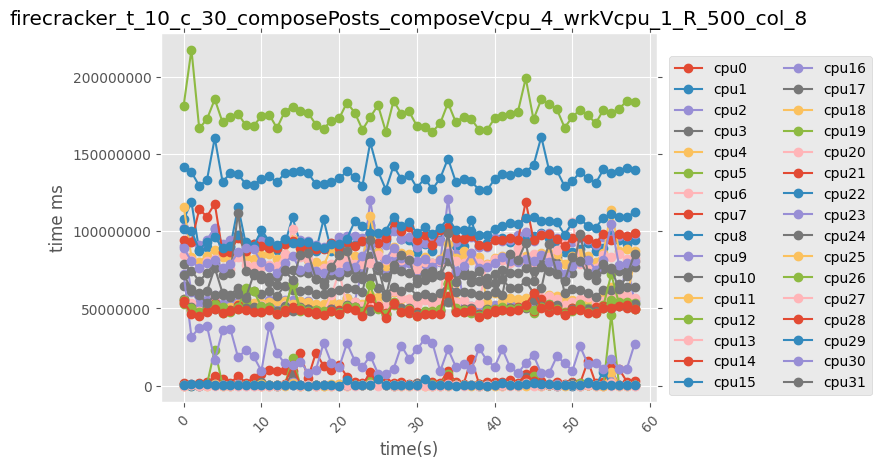 firecracker_t_10_c_30_composePosts_composeVcpu_4_wrkVcpu_1_R_500_col_8
200000000
150000000
100000000
50000000
0
time ms
0
10
20
30
40
50
60
time(s)
cpu0
cpu1
cpu2
cpu3
cpu4
cpu5
cpu6
cpu7
cpu8
cpu9
cpu10
cpu11
cpu12
cpu13
cpu14
cpu15
cpu16
cpu17
cpu18
cpu19
cpu20
cpu21
cpu22
cpu23
cpu24
cpu25
cpu26
cpu27
cpu28
cpu29
cpu30
cpu31